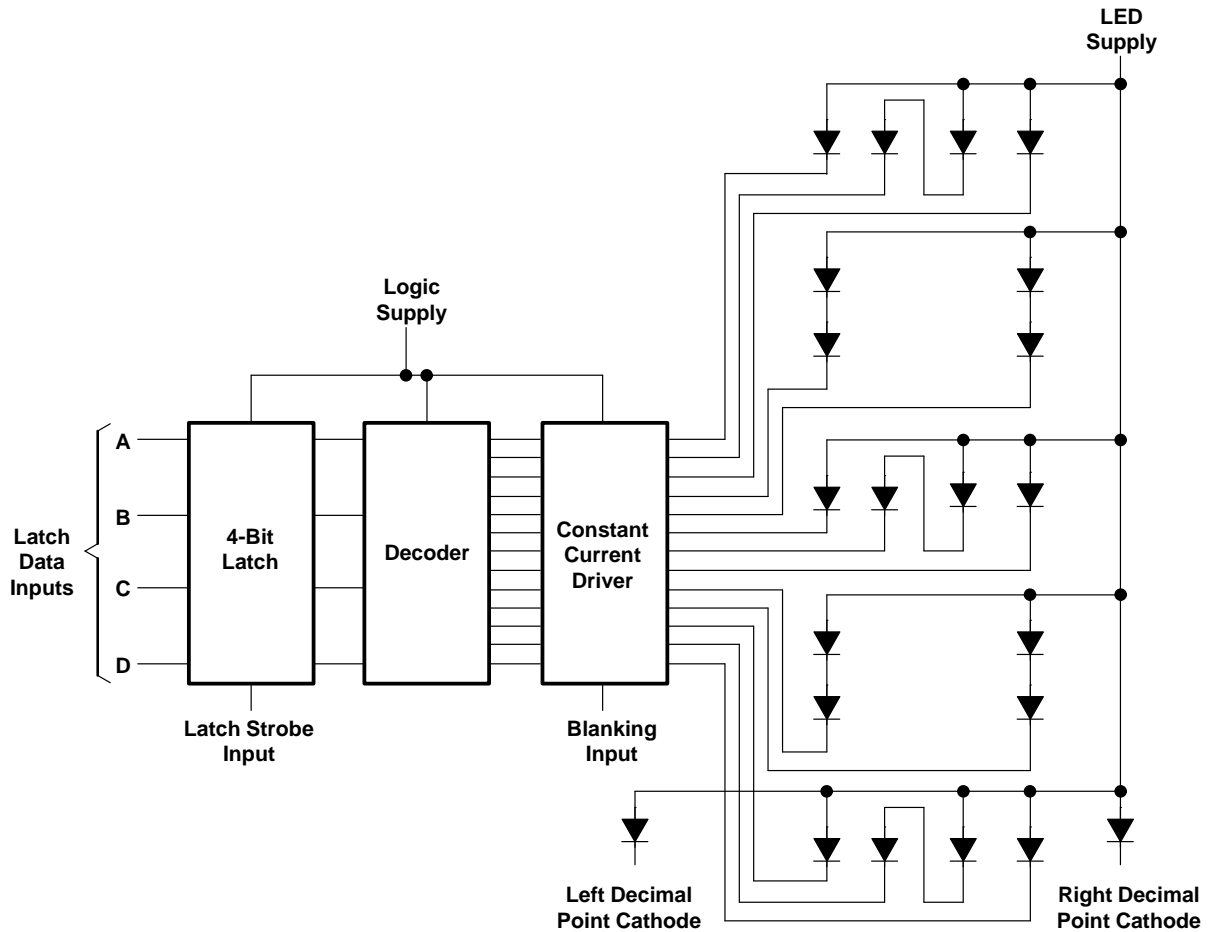 LED
Supply
Logic
Supply
A
B
C
D
Latch
Data
Inputs
4-Bit
Latch
Decoder
Constant
Current
Driver
Latch Strobe
Input
Blanking
Input
Left Decimal
Point Cathode
Right Decimal
Point Cathode